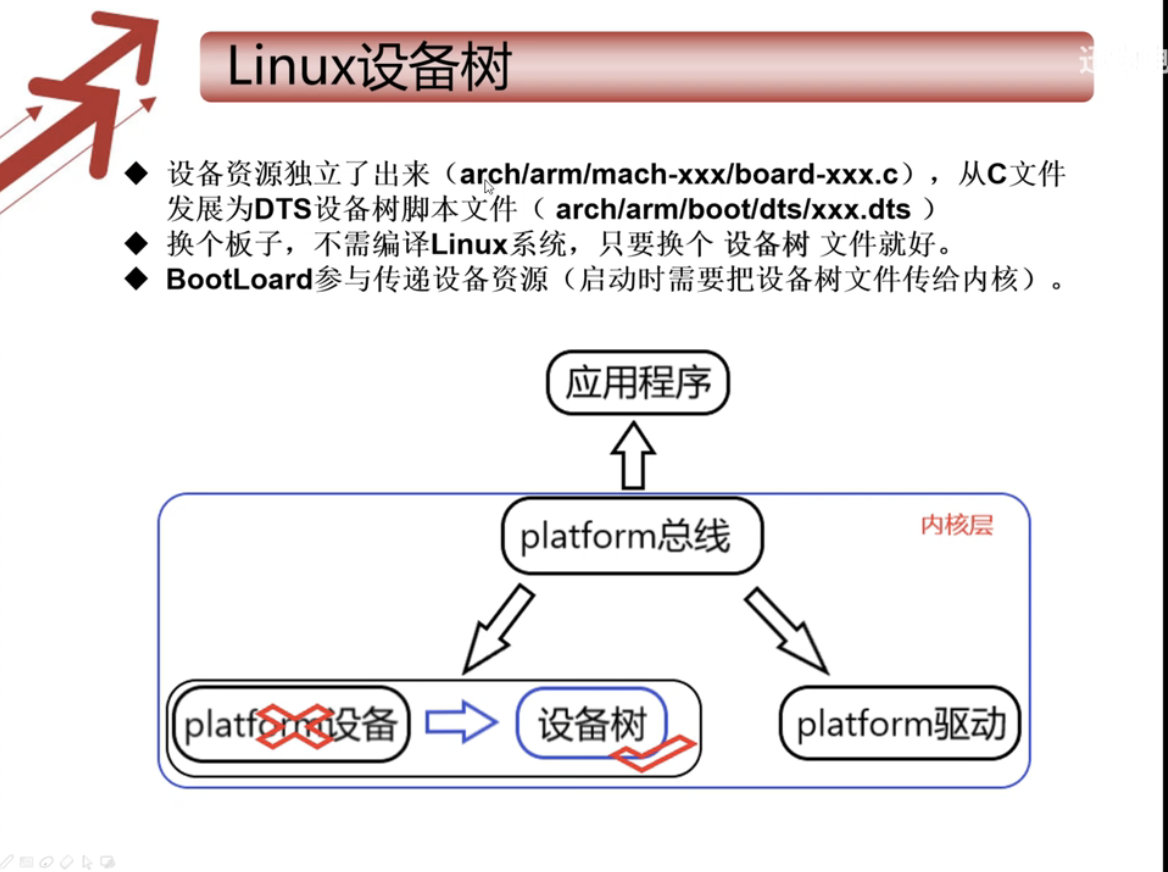 Linux设备树
◆ 设备资源独立了出来（arch/arm/mach-xxx/board-xxx.c），从C文件
发展为DTS设备树脚本文件（ arch/arm/boot/dts/xxx.dts ）
◆ 换个板子，不需编译Linux系统，只要换个 设备树 文件就好。
◆ BootLoard参与传递设备资源（启动时需要把设备树文件传给内核）。
应用程序
platform总线
内核层
platform设备
设备树
platform驱动